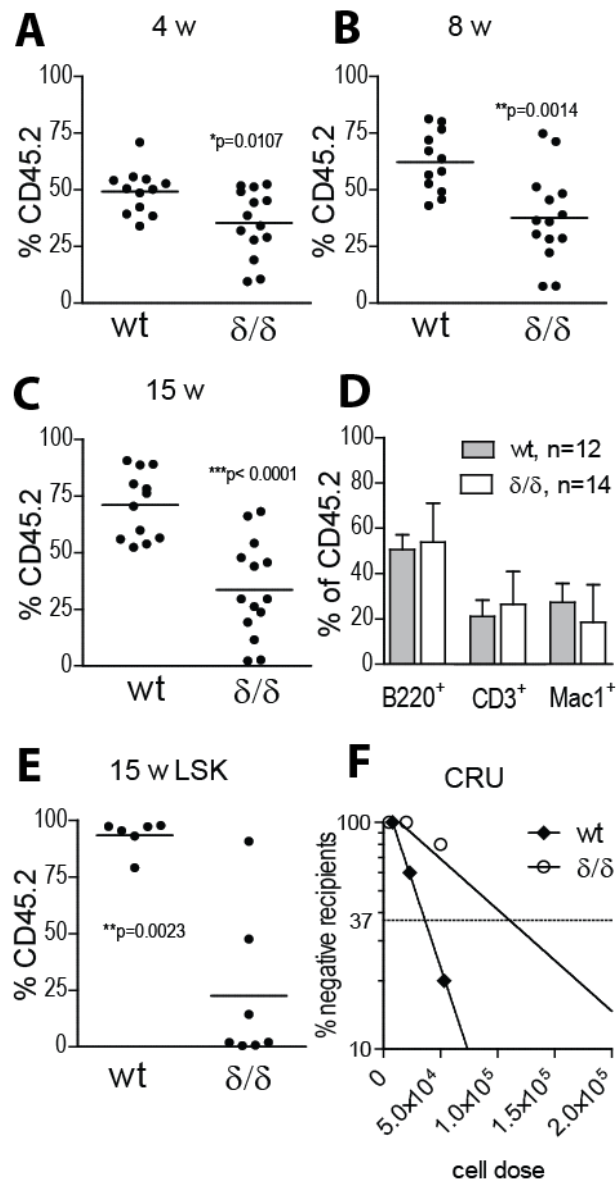 A
4 w
% CD45.2
100
75
50
25
0
*p=0.0107
wt
δ/δ
B
8 w
% CD45.2
100
75
50
25
0
**p=0.0014
wt
δ/δ
C
15 w
% CD45.2
100
75
50
25
0
***p< 0.0001
wt
δ/δ
D
% of CD45.2
100
80
60
40
20
0
wt, n=12
δ/δ, n=14
B220⁺
CD3⁺
Mac1⁺
E
15 w LSK
% CD45.2
100
75
50
25
0
**p=0.0023
wt
δ/δ
F
CRU
% negative recipients
100
37
10
wt
δ/δ
0
5.0x10⁴
1.0x10⁵
1.5x10⁵
2.0x10⁵
cell dose